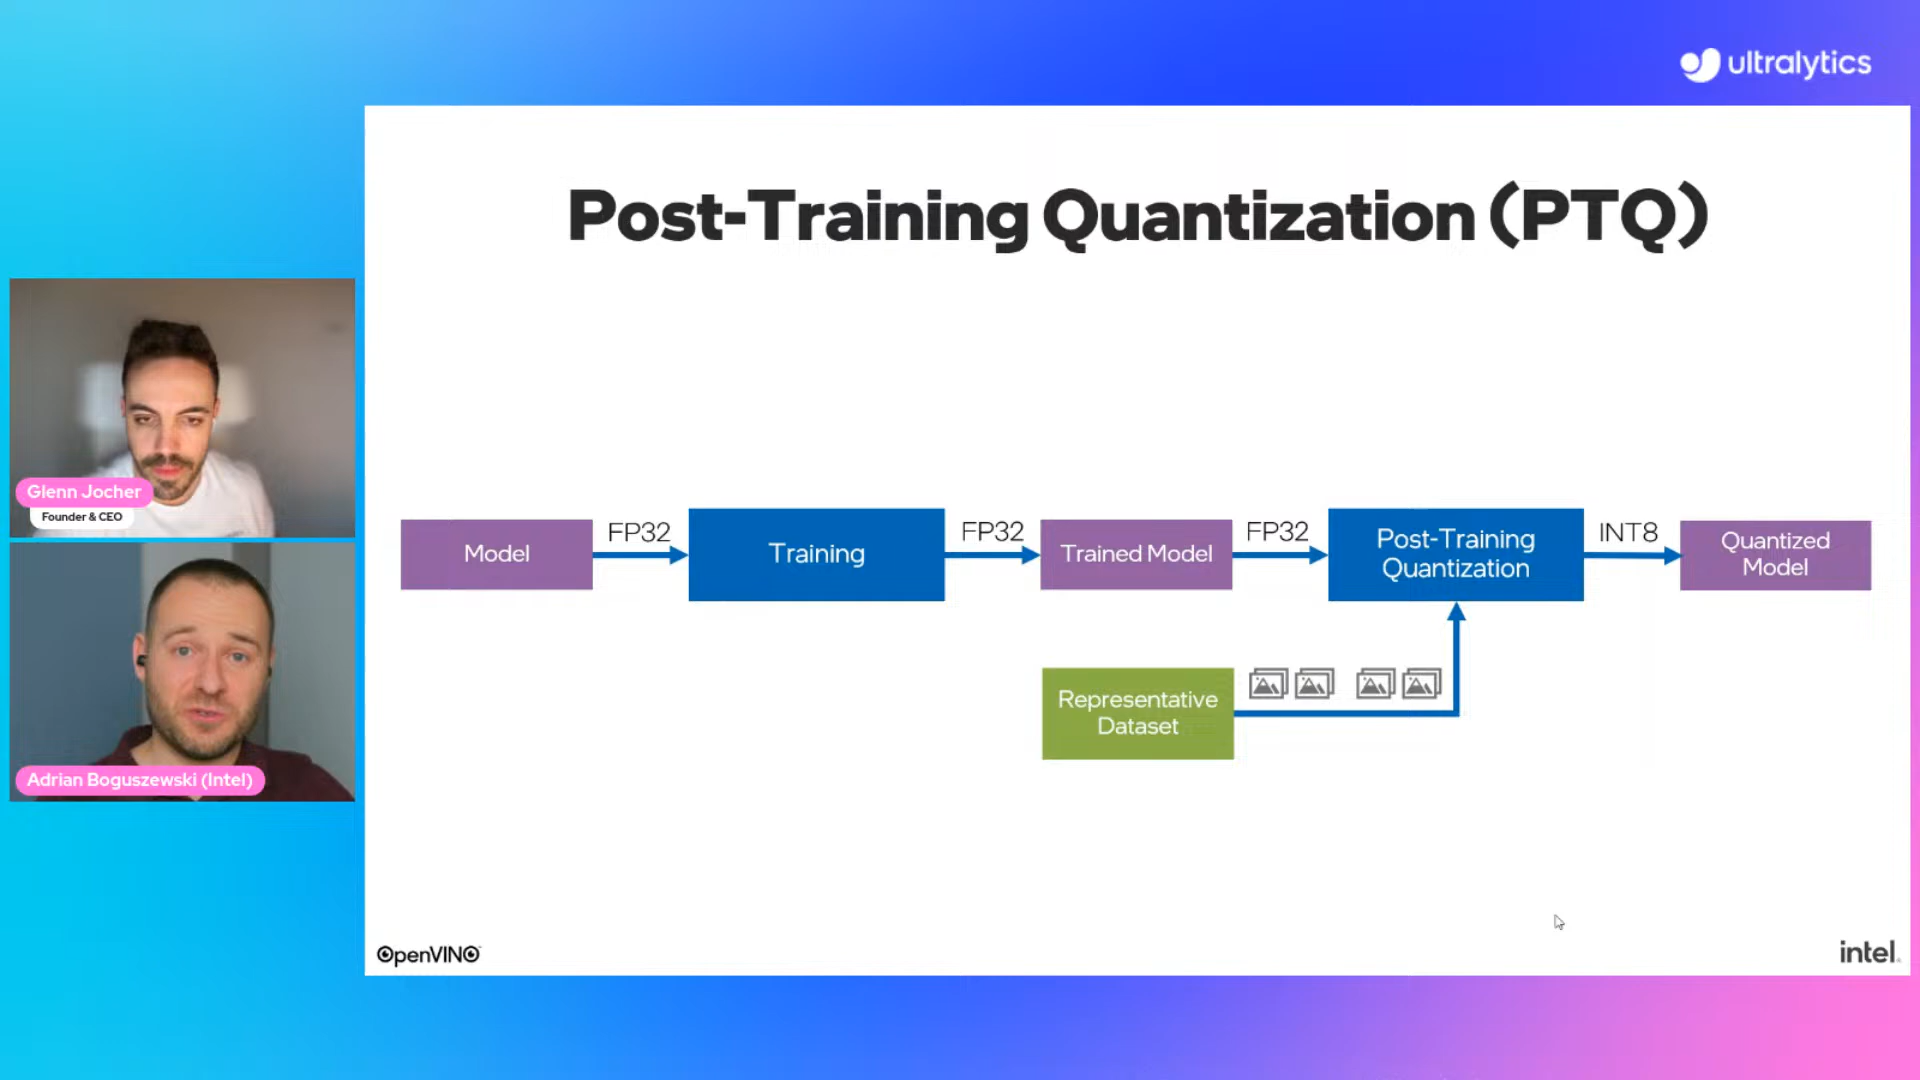 ultralytics
Post-Training Quantization (PTQ)
Glenn Jocher
Founder & CEO
Adrian Boguszewski (Intel)
Model
FP32
Training
FP32
Trained Model
FP32
Post-Training
Quantization
INT8
Quantized
Model
Representative
Dataset
OpenVINO
intel.